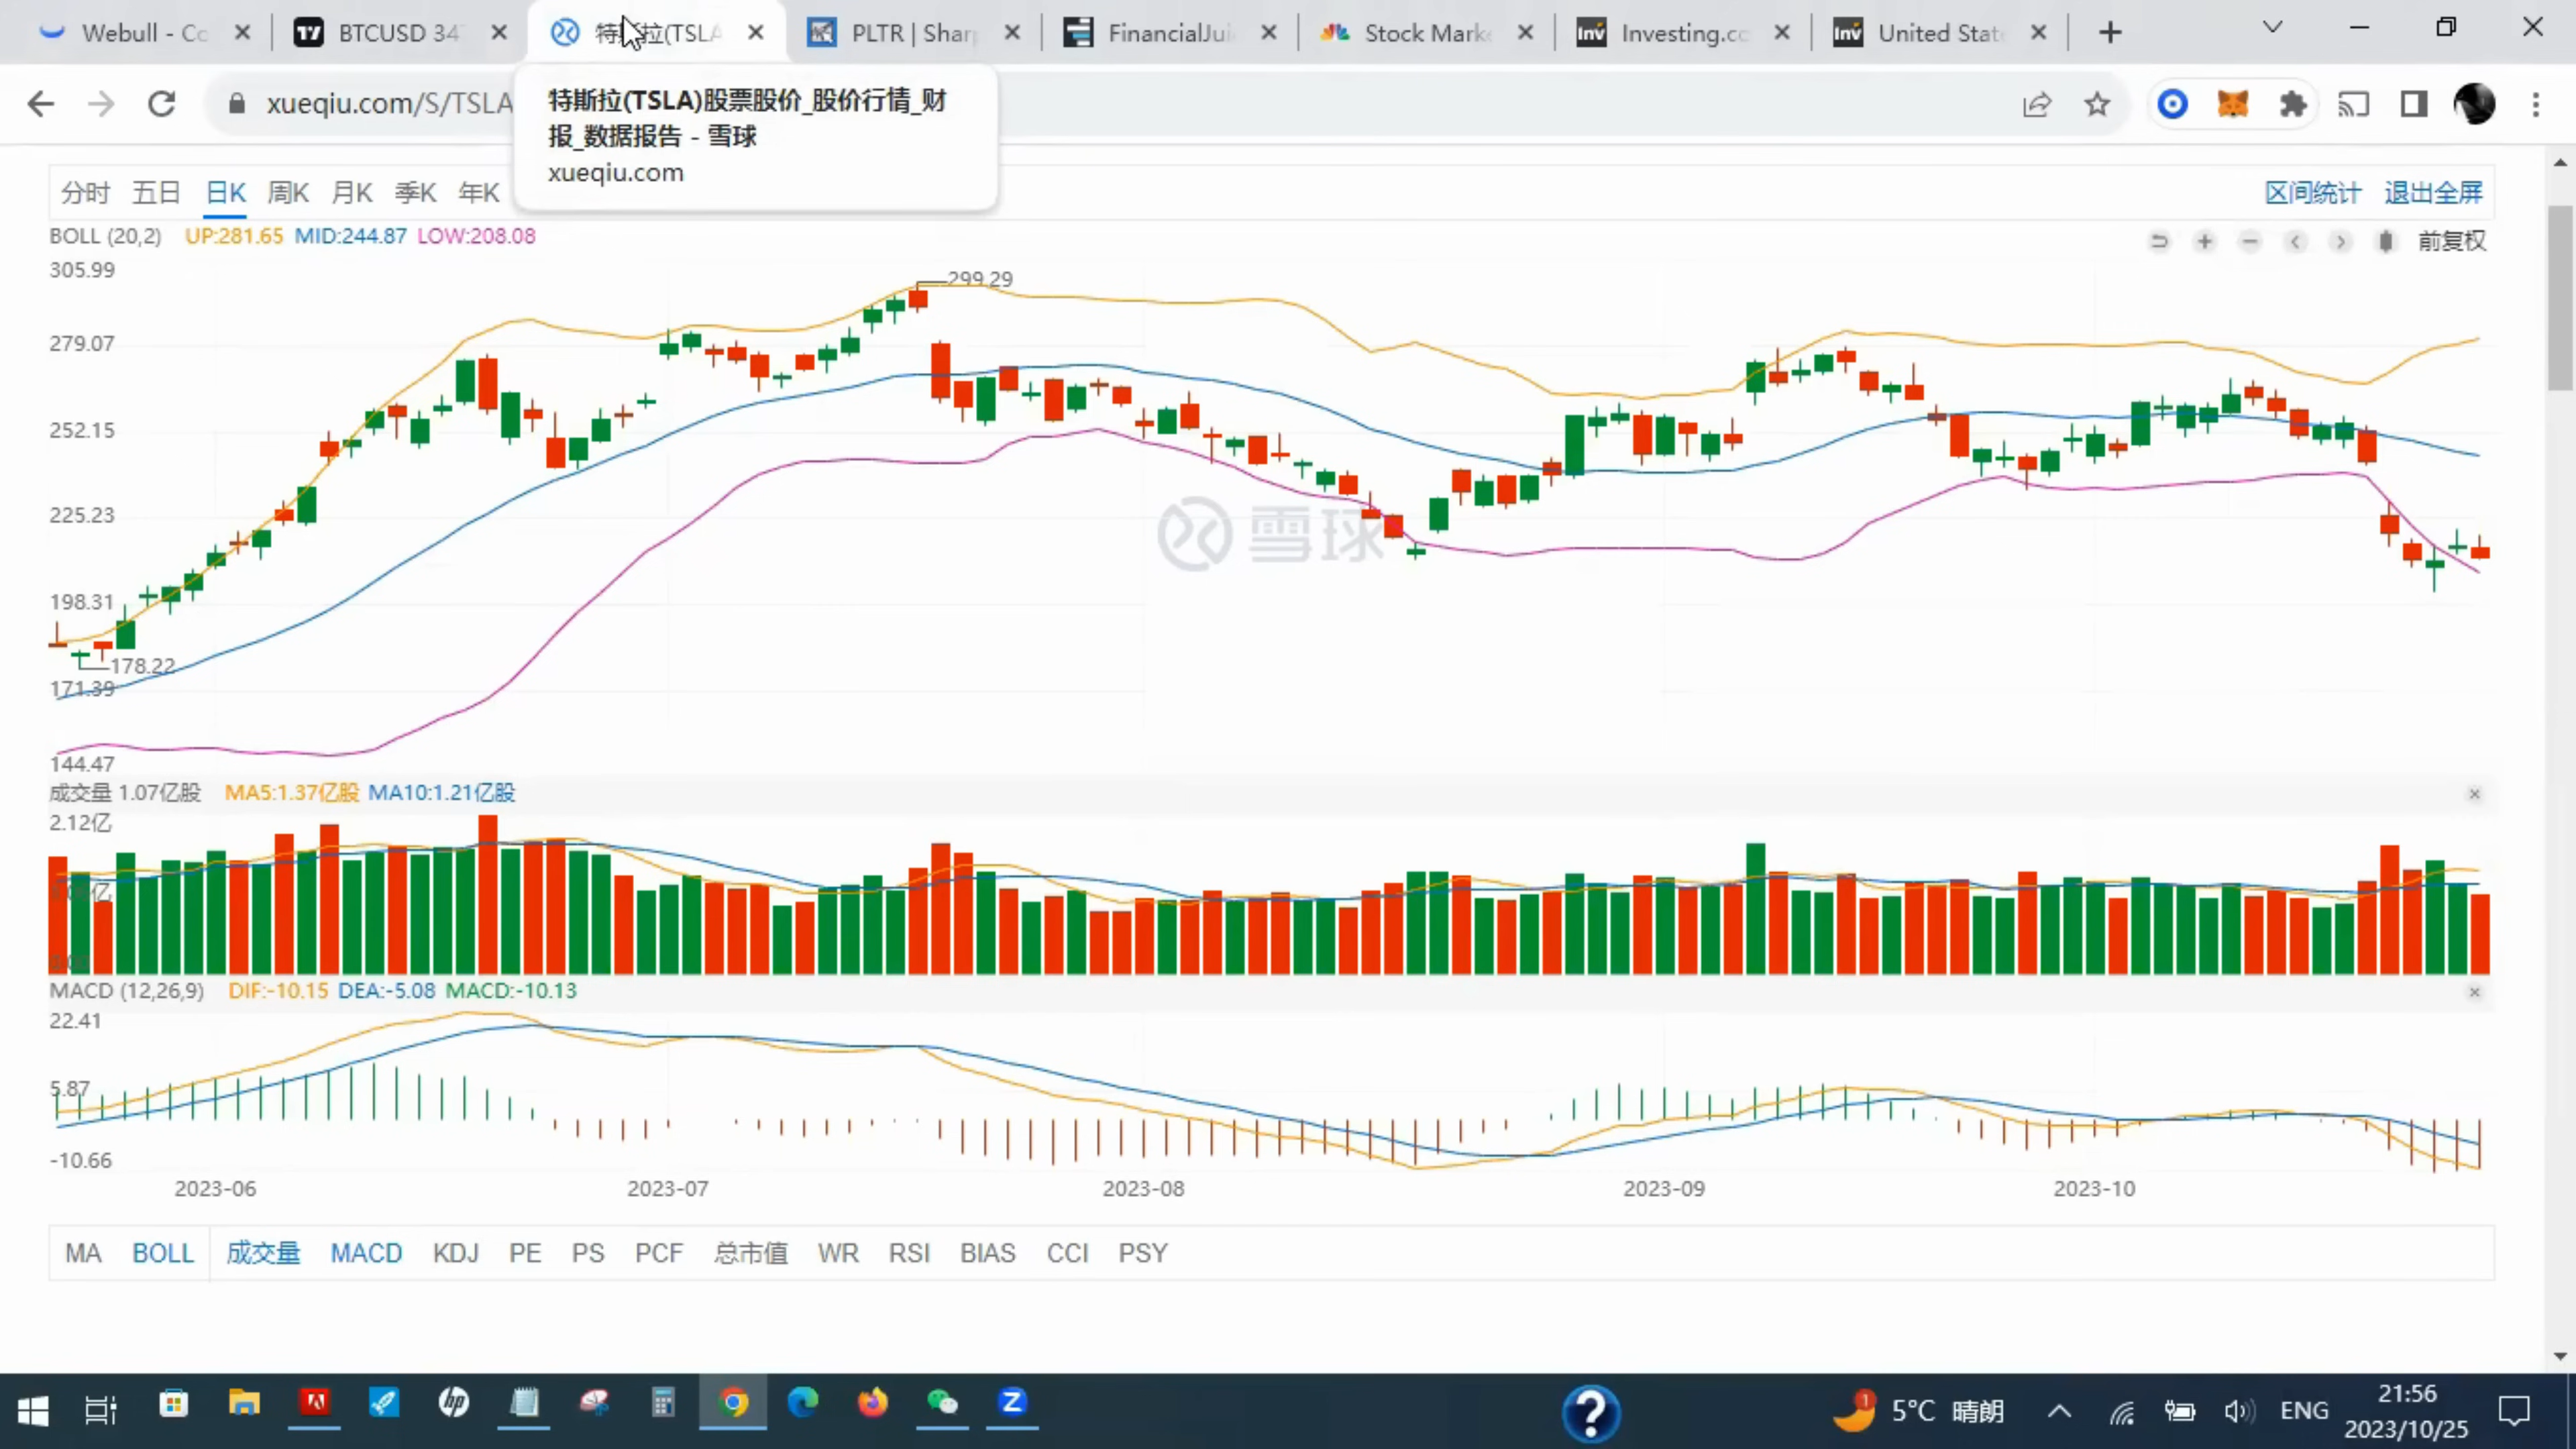 Webull - Co
BTCUSD 34
特斯拉(TSLA
PLTR | Shar
FinancialJui
Stock Mark
Investing.co
United Stat
xueqiu.com/S/TSLA
特斯拉(TSLA)股票股价_股价行情_财
报_数据报告 - 雪球
xueqiu.com
分时 五日 日K 周K 月K 季K 年K
区间统计 退出全屏
BOLL (20,2) UP:281.65 MID:244.87 LOW:208.08
前复权
305.99
299.29
279.07
252.15
225.23
雪球
198.31
178.22
171.39
144.47
成交量 1.07亿股 MA5:1.37亿股 MA10:1.21亿股
2.12亿
MACD (12,26,9) DIF:-10.15 DEA:-5.08 MACD:-10.13
22.41
5.87
-10.66
2023-06 2023-07 2023-08 2023-09 2023-10
MA BOLL 成交量 MACD KDJ PE PS PCF 总市值 WR RSI BIAS CCI PSY
5°C 晴朗
ENG
21:56
2023/10/25